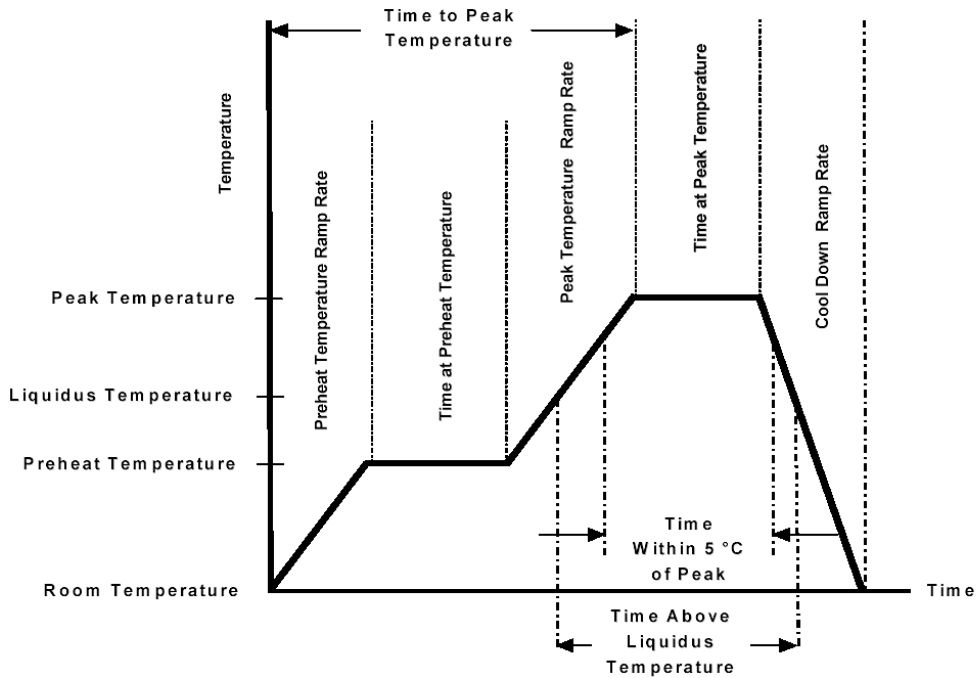 Time to Peak
Temperature
Temperature
Preheat Temperature Ramp Rate
Time at Preheat Temperature
Peak Temperature Ramp Rate
Time at Peak Temperature
Cool Down Ramp Rate
Peak Temperature
Liquidus Temperature
Preheat Temperature
Room Temperature
Time
Within 5 °C
of Peak
Time
Time Above
Liquidus
Temperature